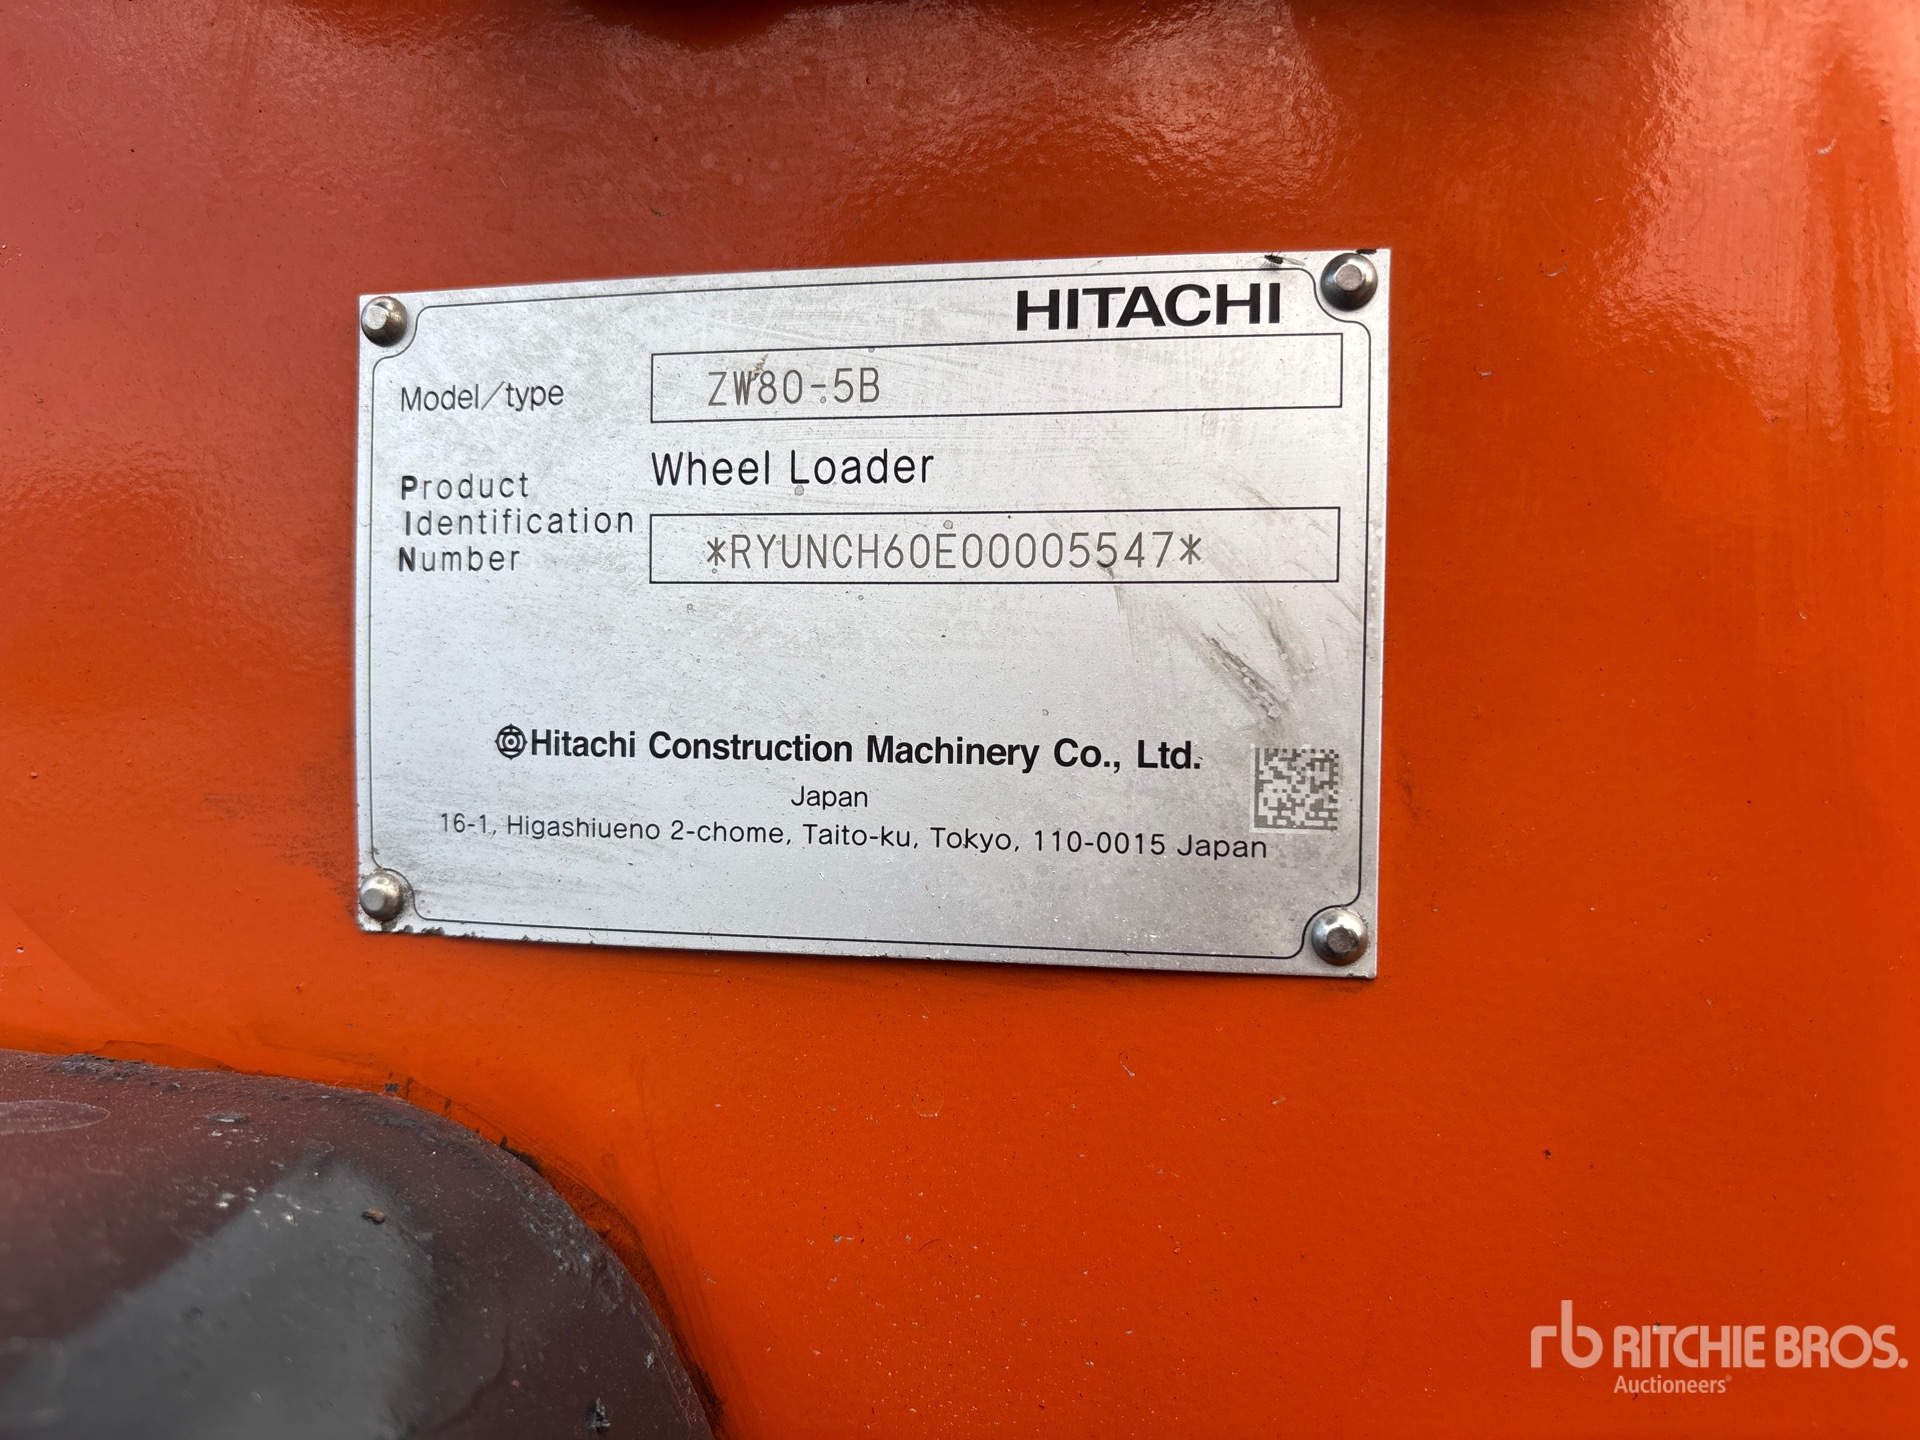 HITACHI
Model/type ZW80-5B
Wheel Loader
Product
Identification
Number *RYUNCH60E00005547*
Hitachi Construction Machinery Co., Ltd.
Japan
16-1, Higashiueno 2-chome, Taito-ku, Tokyo, 110-0015 Japan
rb RITCHIE BROS.
Auctioneers